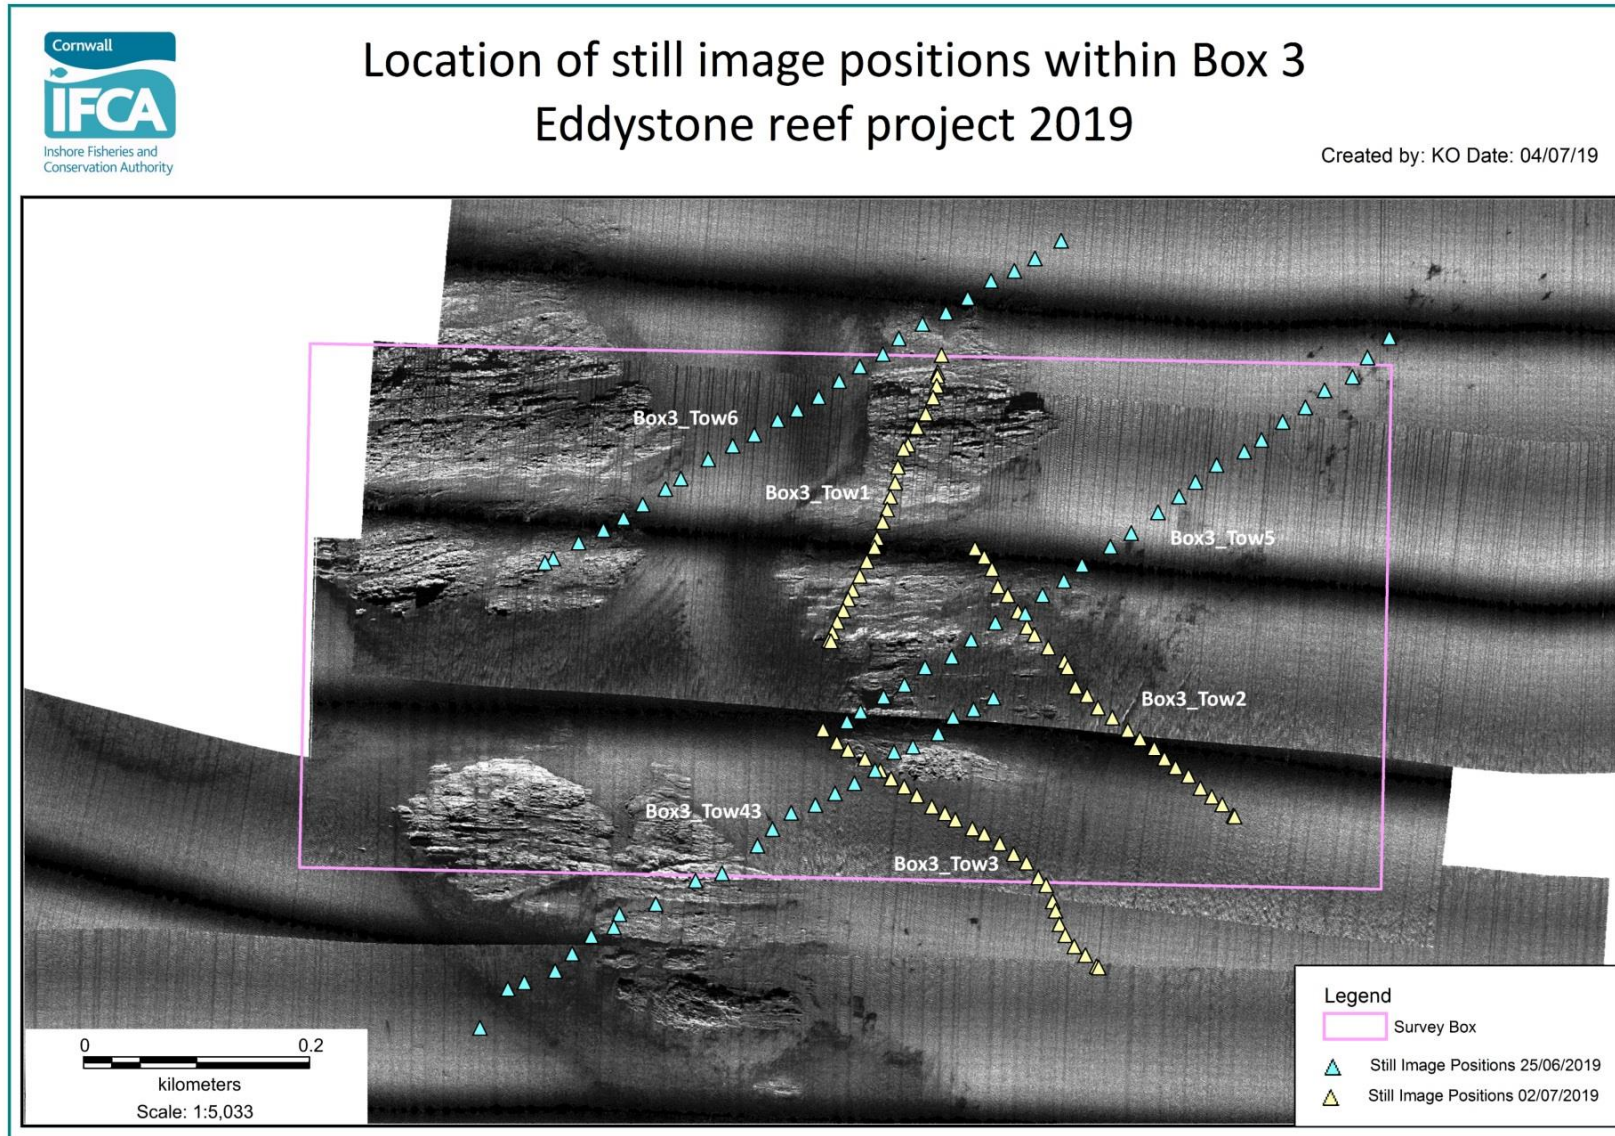 Cornwall
IFCA
Inshore Fisheries and
Conservation Authority
Location of still image positions within Box 3
Eddystone reef project 2019
Created by: KO Date: 04/07/19
Box3_Tow6
Box3_Tow1
Box3_Tow5
Box3_Tow2
Box3_Tow43
Box3_Tow3
0 0.2
kilometers
Scale: 1:5,033
Legend
Survey Box
Still Image Positions 25/06/2019
Still Image Positions 02/07/2019